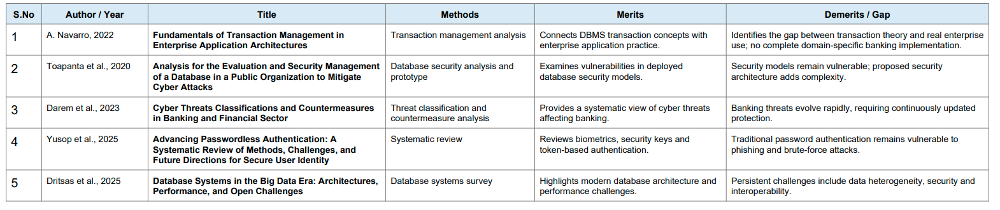 S.No Author / Year Title Methods Merits Demerits / Gap
1 A. Navarro, 2022 Fundamentals of Transaction Management in Transaction management analysis Connects DBMS transaction concepts with Identifies the gap between transaction theory and real enterprise
Enterprise Application Architectures enterprise application practice. use; no complete domain-specific banking implementation.
2 Toapanta et al., 2020 Analysis for the Evaluation and Security Management Database security analysis and Examines vulnerabilities in deployed Security models remain vulnerable; proposed security
of a Database in a Public Organization to Mitigate prototype database security models. architecture adds complexity.
Cyber Attacks
3 Darem et al., 2023 Cyber Threats Classifications and Countermeasures Threat classification and Provides a systematic view of cyber threats Banking threats evolve rapidly, requiring continuously updated
in Banking and Financial Sector countermeasure analysis affecting banking. protection.
4 Yusop et al., 2025 Advancing Passwordless Authentication: A Systematic review Reviews biometrics, security keys and Traditional password authentication remains vulnerable to
Systematic Review of Methods, Challenges, and token-based authentication. phishing and brute-force attacks.
Future Directions for Secure User Identity
5 Dritsas et al., 2025 Database Systems in the Big Data Era: Architectures, Database systems survey Highlights modern database architecture and Persistent challenges include data heterogeneity, security and
Performance, and Open Challenges performance challenges. interoperability.